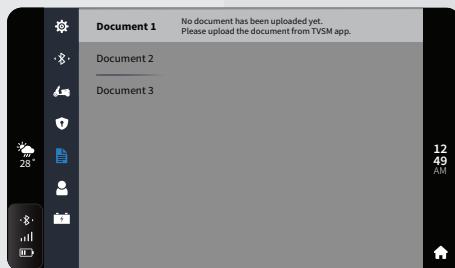 Document 1
No document has been uploaded yet.
Please upload the document from TVSM app.
Document 2
Document 3
28°
12
49
AM